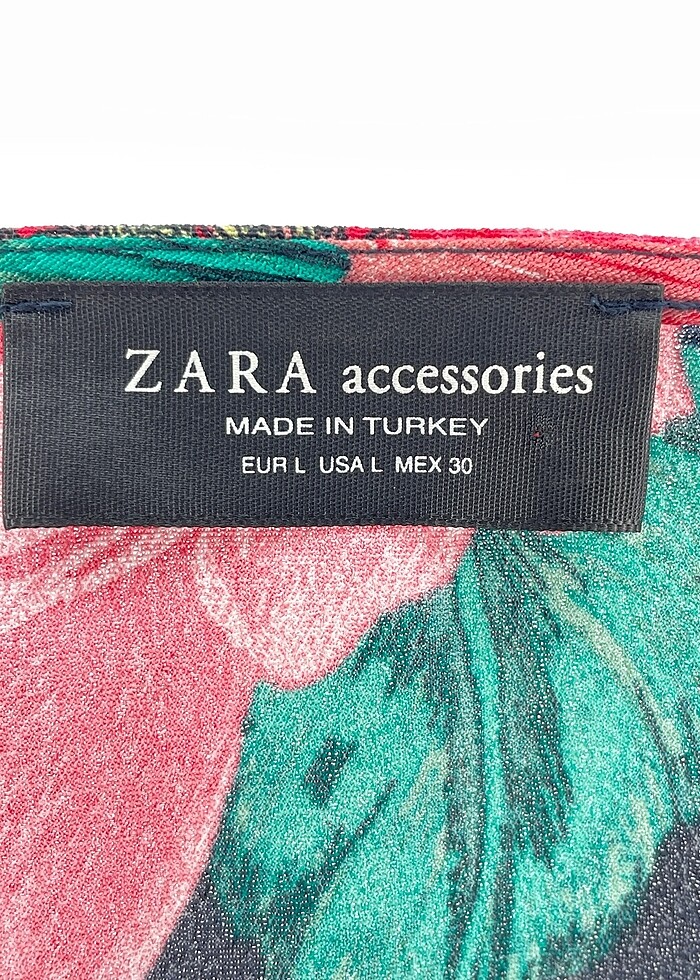 ZARA accessories
MADE IN TURKEY
EUR L USA L MEX 30